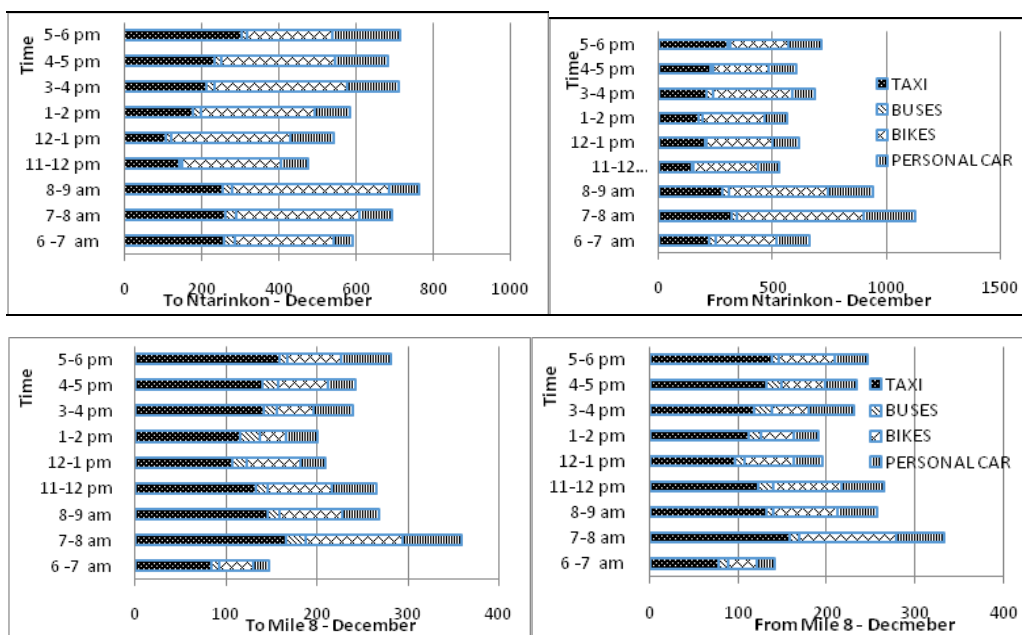 Time
5-6 pm
4-5 pm
3-4 pm
1-2 pm
12-1 pm
11-12 pm
8-9 am
7-8 am
6 -7 am
0 200 400 600 800 1000
To Ntarinkon - December
Time
5-6 pm
4-5 pm
3-4 pm
1-2 pm
12-1 pm
11-12...
8-9 am
7-8 am
6 -7 am
TAXI
BUSES
BIKES
PERSONAL CAR
0 500 1000 1500
From Ntarinkon - December
Time
5-6 pm
4-5 pm
3-4 pm
1-2 pm
12-1 pm
11-12 pm
8-9 am
7-8 am
6 -7 am
0 100 200 300 400
To Mile 8 - December
Time
5-6 pm
4-5 pm
3-4 pm
1-2 pm
12-1 pm
11-12 pm
8-9 am
7-8 am
6 -7 am
TAXI
BUSES
BIKES
PERSONAL CAR
0 100 200 300 400
From Mile 8 - Decmeber